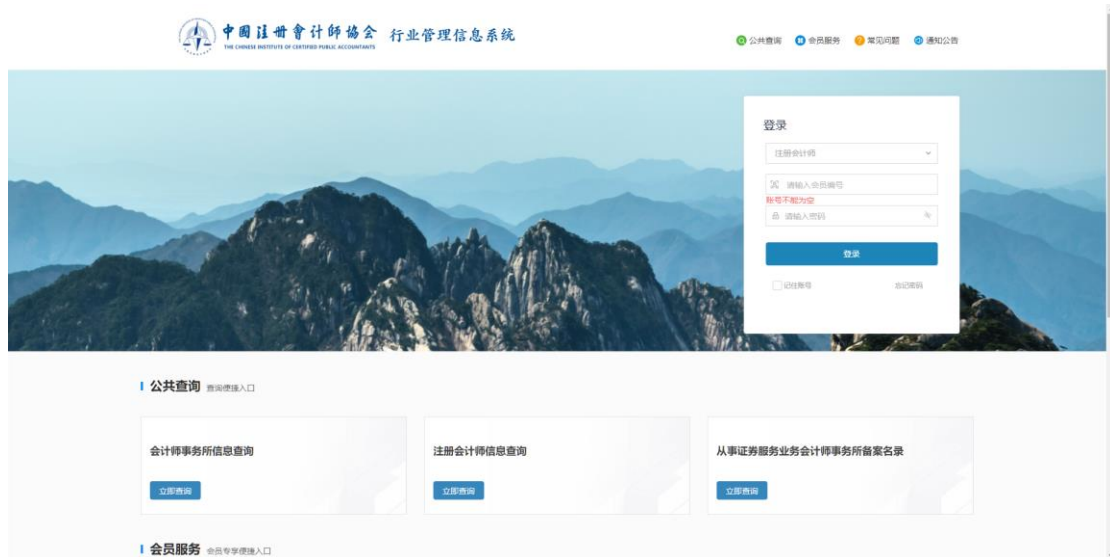 中國注册會计師協会 行业管理信息系统
THE CHINESE INSTITUTE OF CERTIFIED PUBLIC ACCOUNTANTS
公共查询 会员服务 常见问题 通知公告
登录
注册会计师
请输入会员编号
账号不能为空
请输入密码
登录
记住账号 忘记密码
公共查询 查询便捷入口
会计师事务所信息查询
立即查询
注册会计师信息查询
立即查询
从事证券服务业务会计师事务所备案名录
立即查询
会员服务 会员专享便捷入口